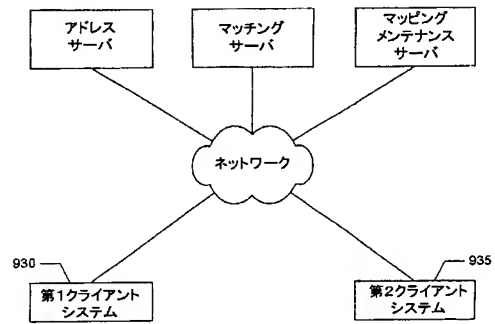 アドレス
サーバ
マッチング
サーバ
マッピング
メンテナンス
サーバ
ネットワーク
930
第1クライアント
システム
935
第2クライアント
システム